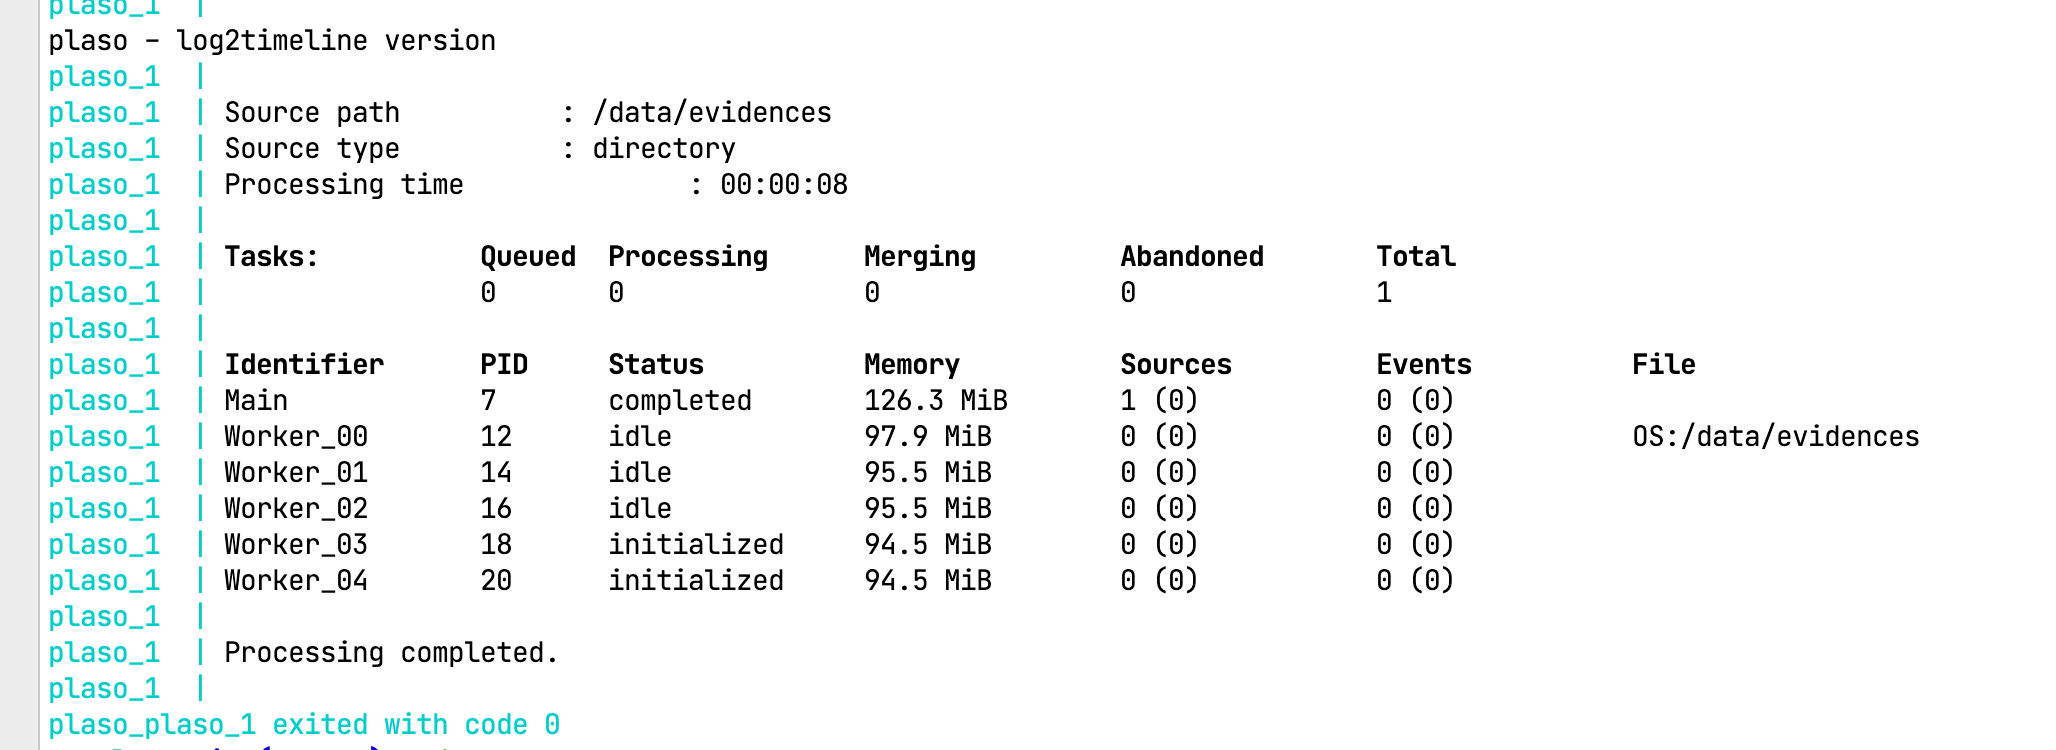 plaso_1  |
plaso - log2timeline version
plaso_1  |
plaso_1  | Source path          : /data/evidences
plaso_1  | Source type          : directory
plaso_1  | Processing time              : 00:00:08
plaso_1  |
plaso_1  | Tasks:          Queued  Processing      Merging         Abandoned       Total
plaso_1  |                 0       0               0               0               1
plaso_1  |
plaso_1  | Identifier      PID     Status          Memory          Sources         Events          File
plaso_1  | Main            7       completed       126.3 MiB       1 (0)           0 (0)
plaso_1  | Worker_00       12      idle            97.9 MiB        0 (0)           0 (0)           OS:/data/evidences
plaso_1  | Worker_01       14      idle            95.5 MiB        0 (0)           0 (0)
plaso_1  | Worker_02       16      idle            95.5 MiB        0 (0)           0 (0)
plaso_1  | Worker_03       18      initialized     94.5 MiB        0 (0)           0 (0)
plaso_1  | Worker_04       20      initialized     94.5 MiB        0 (0)           0 (0)
plaso_1  |
plaso_1  | Processing completed.
plaso_1  |
plaso_plaso_1 exited with code 0